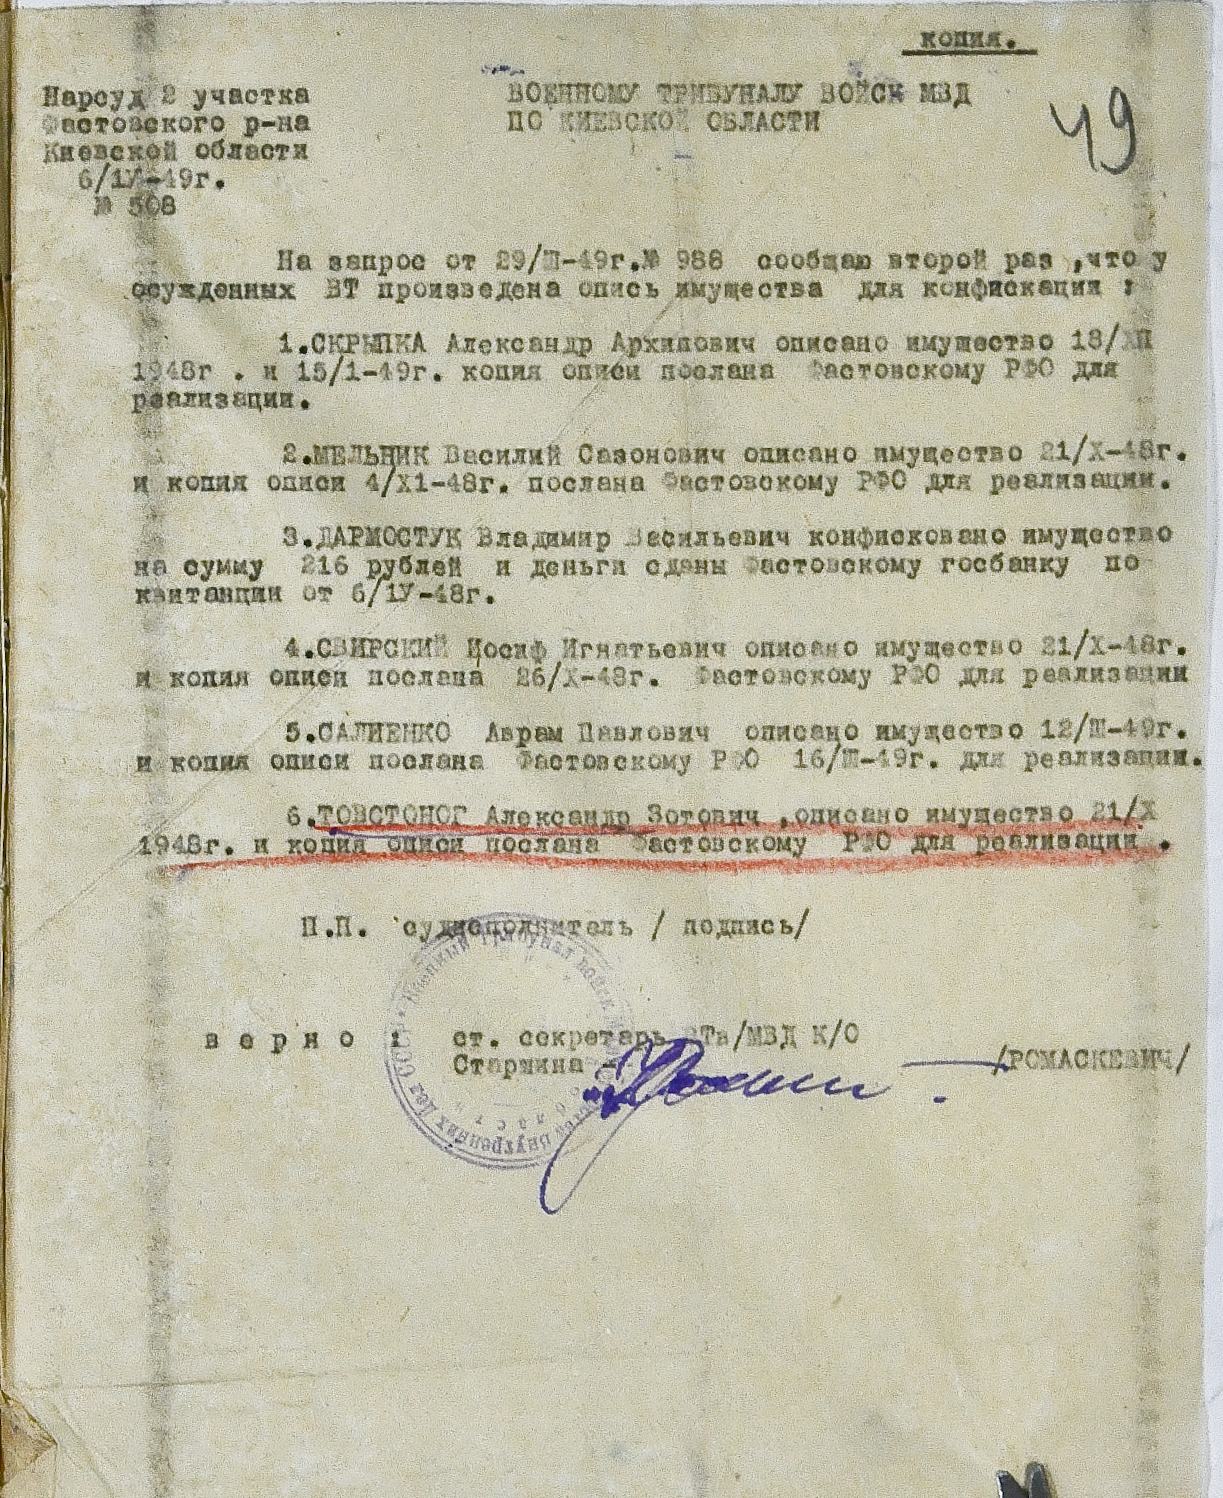 копия.
49
Нарсуд 2 участка
Фастовского р-на
Киевской области
6/1У-49г.
№ 508
ВОЕННОМУ ТРИБУНАЛУ ВОЙСК МВД
ПО КИЕВСКОЙ ОБЛАСТИ
На запрос от 29/Ш-49г.№ 988 сообщаю второй раз ,что у
осужденных ВТ произведена опись имущества для конфискации :
1.СКРЫПКА Александр Архипович описано имущество 18/ХП
1948г . и 15/1-49г. копия описи послана Фастовскому РФО для
реализации.
2.МЕЛЬНИК Василий Сазонович описано имущество 21/Х-48г.
и копия описи 4/Х1-48г. послана Фастовскому РФО для реализации.
3.ДАРМОСТУК Владимир Васильевич конфисковано имущество
на сумму 216 рублей и деньги сданы Фастовскому госбанку по
квитанции от 6/1У-48г.
4.СВИРСКИЙ Иосиф Игнатьевич описано имущество 21/Х-48г.
и копия описи послана 26/Х-48г. Фастовскому РФО для реализации
5.САЛИЕНКО Аврам Павлович описано имущество 12/Ш-49г.
и копия описи послана Фастовскому РФО 16/Ш-49г. для реализации.
6.ТОВСТОНОГ Александр Зотович ,описано имущество 21/Х
1948г. и копия описи послана Фастовскому РФО для реализации .
П.П. судисполнитель / подпись/
в е р н о : ст. секретарь ВТв/МВД К/О
Старшина - /РОМАСКЕВИЧ/
Военный Трибунал войск Внутренних Дел СССР